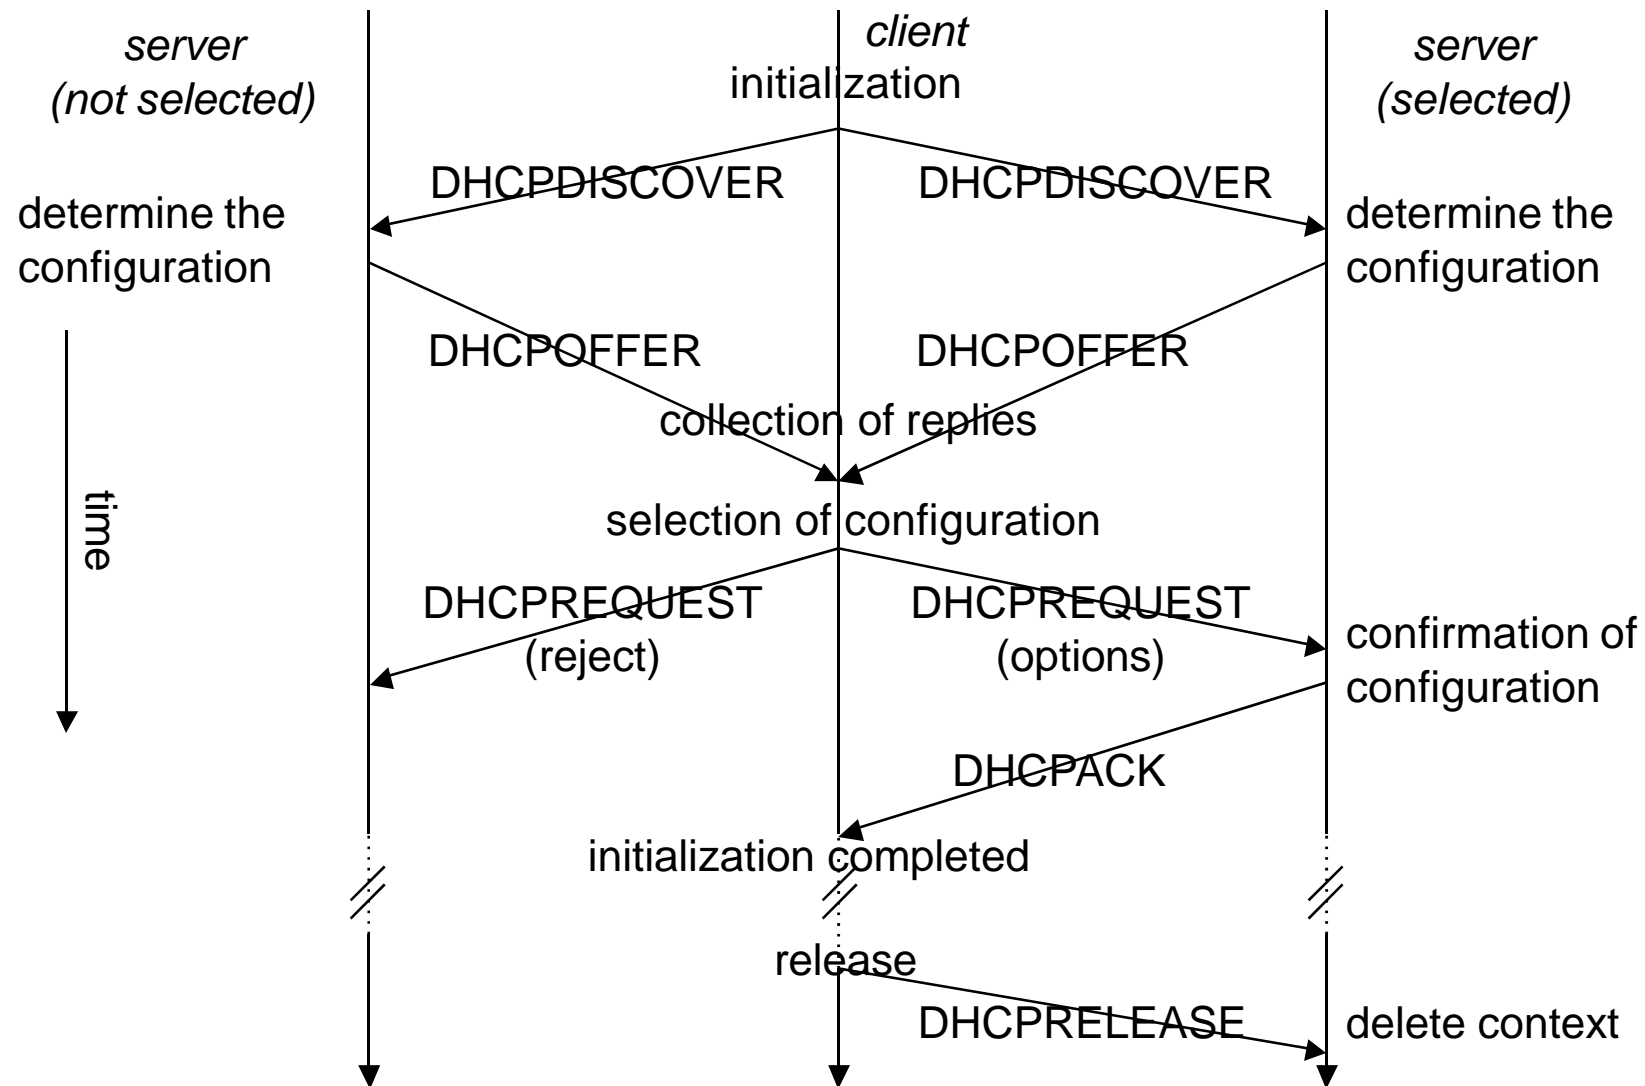 server
(not selected)
client
initialization
server
(selected)
DHCPDISCOVER
DHCPDISCOVER
determine the
configuration
determine the
configuration
DHCPOFFER
DHCPOFFER
collection of replies
time
selection of configuration
DHCPREQUEST
(reject)
DHCPREQUEST
(options)
confirmation of
configuration
DHCPACK
initialization completed
release
DHCPRELEASE
delete context